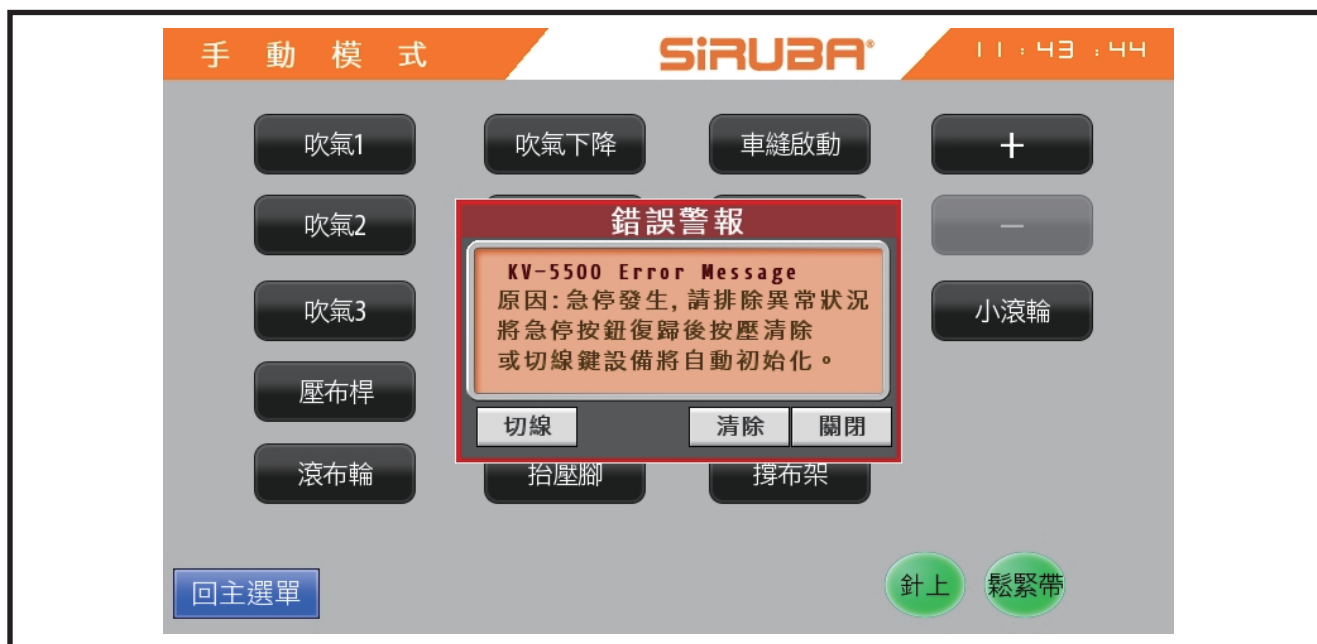 手動模式
SiRUBA®
11:43:44
吹氣1
吹氣下降
車縫啟動
+
吹氣2
−
吹氣3
小滾輪
錯誤警報
KV-5500 Error Message
原因:急停發生,請排除異常狀況
將急停按鈕復歸後按壓清除
或切線鍵設備將自動初始化。
切線
清除
關閉
壓布桿
滾布輪
抬壓腳
撐布架
回主選單
針上
鬆緊帶